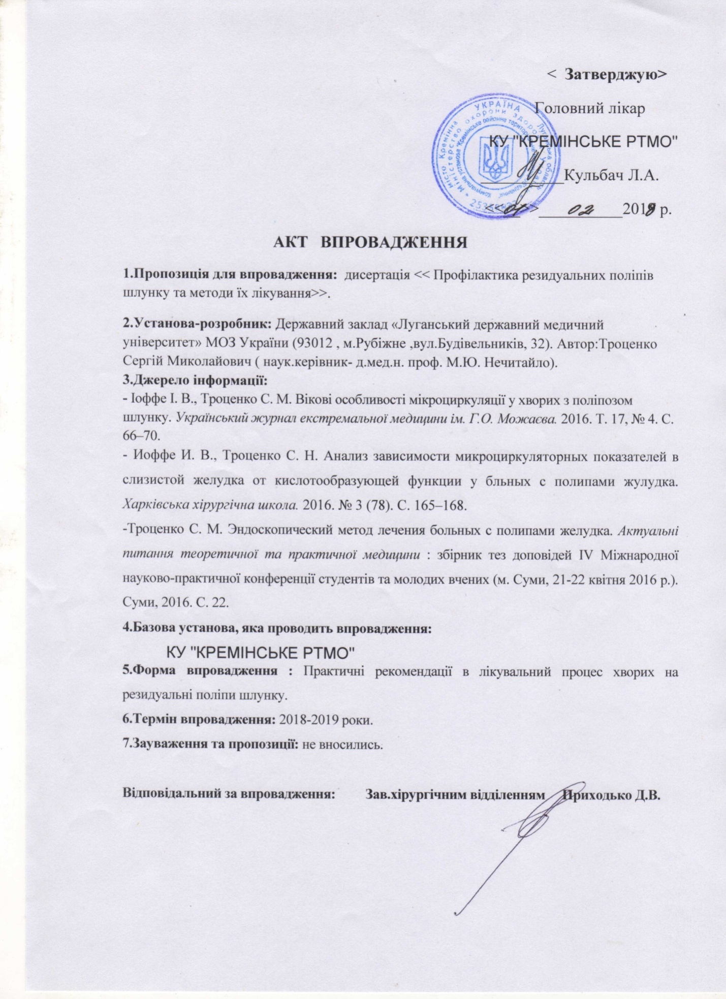 < Затверджую>
Головний лікар
КУ "КРЕМІНСЬКЕ РТМО"
Кульбач Л.А.
<< >> 02 201 р.
УКРАЇНА
місто Кремінна
Луганська область
Міністерство охорони здоров'я України
Комунальна установа "Кремінське районне територіальне
об'єднання"
АКТ ВПРОВАДЖЕННЯ
1.Пропозиція для впровадження: дисертація << Профілактика резидуальних поліпів
шлунку та методи їх лікування>>.
2.Установа-розробник: Державний заклад «Луганський державний медичний
університет» МОЗ України (93012 , м.Рубіжне ,вул.Будівельників, 32). Автор:Троценко
Сергій Миколайович ( наук.керівник- д.мед.н. проф. М.Ю. Нечитайло).
3.Джерело інформації:
- Іоффе І. В., Троценко С. М. Вікові особливості мікроциркуляції у хворих з поліпозом
шлунку. Український журнал екстремальної медицини ім. Г.О. Можаєва. 2016. Т. 17, № 4. С.
66–70.
- Иоффе И. В., Троценко С. Н. Анализ зависимости микроциркуляторных показателей в
слизистой желудка от кислотообразующей функции у бльных с полипами жулудка.
Харківська хірургічна школа. 2016. № 3 (78). С. 165–168.
-Троценко С. М. Эндоскопический метод лечения больных с полипами желудка. Актуальні
питання теоретичної та практичної медицини : збірник тез доповідей IV Міжнародної
науково-практичної конференції студентів та молодих вчених (м. Суми, 21-22 квітня 2016 р.).
Суми, 2016. С. 22.
4.Базова установа, яка проводить впровадження:
КУ "КРЕМІНСЬКЕ РТМО"
5.Форма впровадження : Практичні рекомендації в лікувальний процес хворих на
резидуальні поліпи шлунку.
6.Термін впровадження: 2018-2019 роки.
7.Зауваження та пропозиції: не вносились.
Відповідальний за впровадження: Зав.хірургічним відділенням Приходько Д.В.